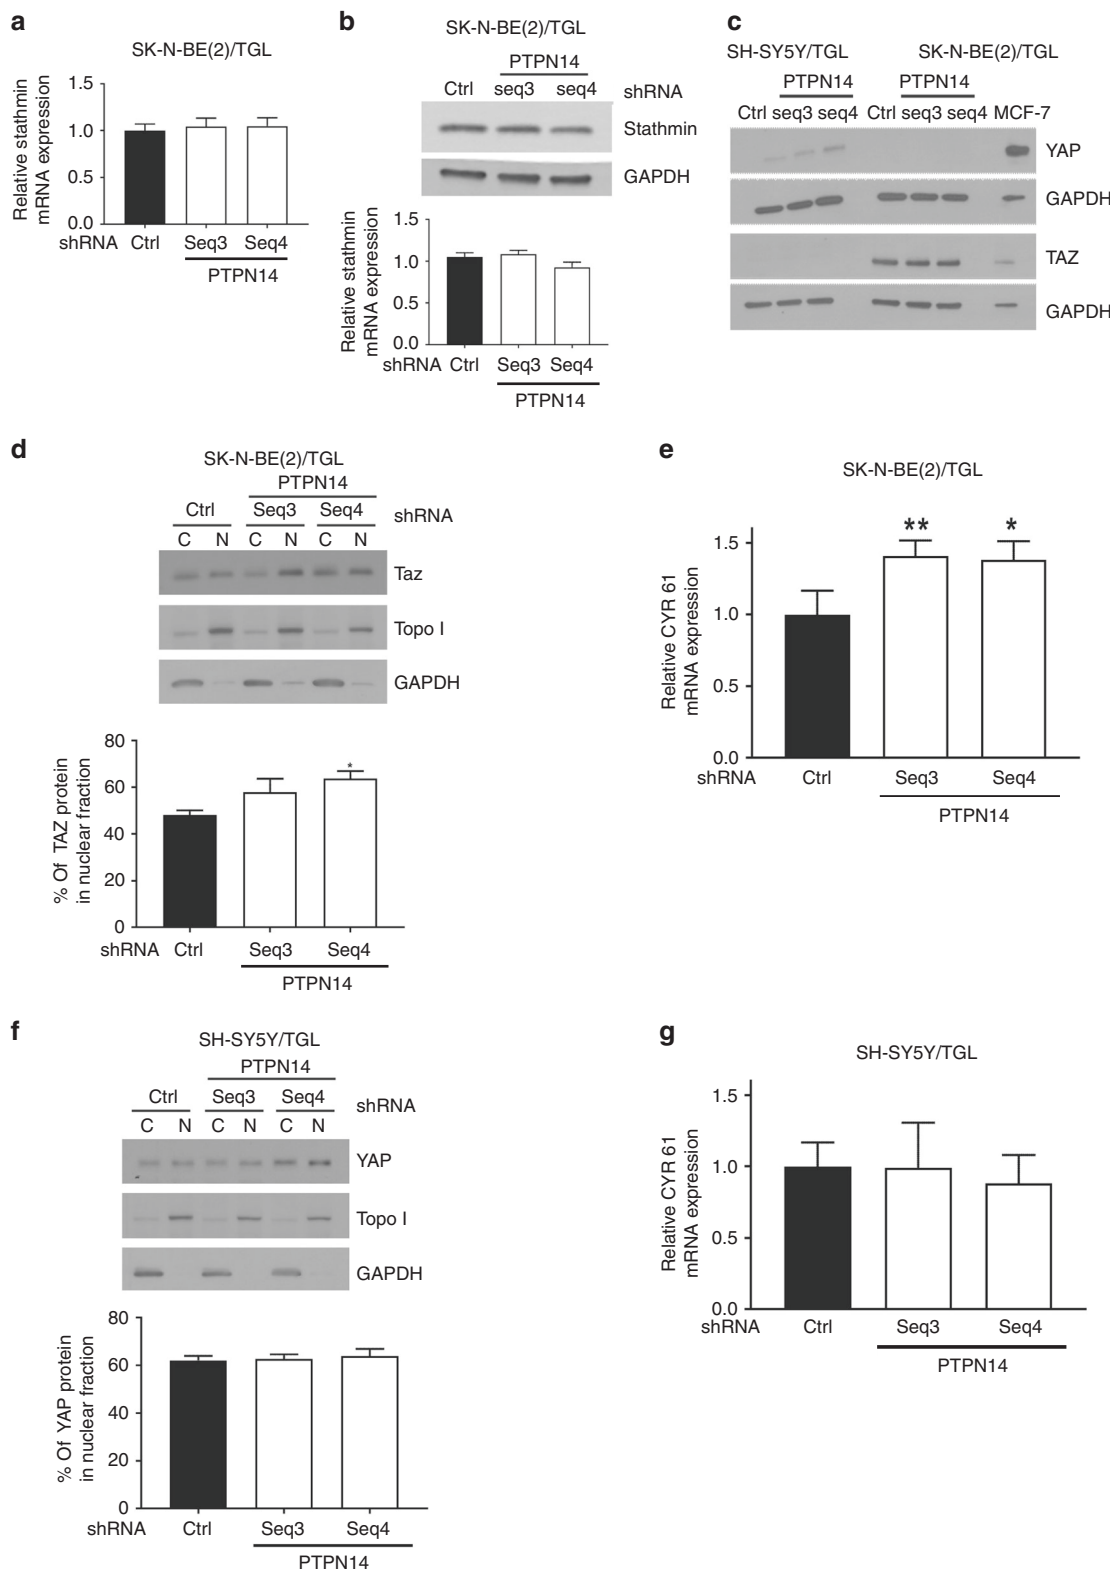 a
SK-N-BE(2)/TGL
Relative stathmin
mRNA expression
1.5
1.0
0.5
0.0
shRNA Ctrl Seq3 Seq4
PTPN14
b
SK-N-BE(2)/TGL
PTPN14
Ctrl seq3 seq4 shRNA
Stathmin
GAPDH
Relative stathmin
mRNA expression
1.5
1.0
0.5
0.0
shRNA Ctrl Seq3 Seq4
PTPN14
c
SH-SY5Y/TGL SK-N-BE(2)/TGL
PTPN14 PTPN14
Ctrl seq3 seq4 Ctrl seq3 seq4 MCF-7
YAP
GAPDH
TAZ
GAPDH
d
SK-N-BE(2)/TGL
PTPN14
Ctrl Seq3 Seq4 shRNA
C N C N C N
Taz
Topo I
GAPDH
% Of TAZ protein
in nuclear fraction
80
60
40
20
0
*
shRNA Ctrl Seq3 Seq4
PTPN14
e
SK-N-BE(2)/TGL
Relative CYR 61
mRNA expression
1.5
1.0
0.5
0.0
** *
shRNA Ctrl Seq3 Seq4
PTPN14
f
SH-SY5Y/TGL
PTPN14
Ctrl Seq3 Seq4 shRNA
C N C N C N
YAP
Topo I
GAPDH
% Of YAP protein
in nuclear fraction
80
60
40
20
0
shRNA Ctrl Seq3 Seq4
PTPN14
g
SH-SY5Y/TGL
Relative CYR 61
mRNA expression
1.5
1.0
0.5
0.0
shRNA Ctrl Seq3 Seq4
PTPN14